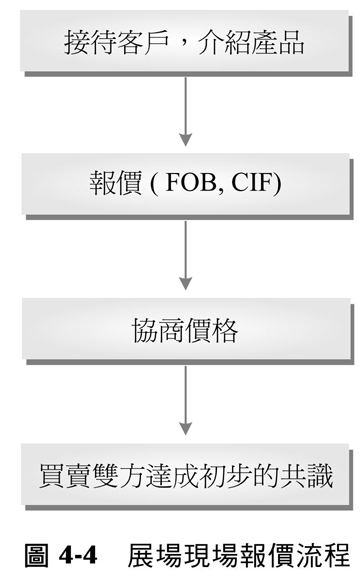 接待客戶，介紹產品
報價 ( FOB, CIF)
協商價格
買賣雙方達成初步的共識
圖 4-4 展場現場報價流程